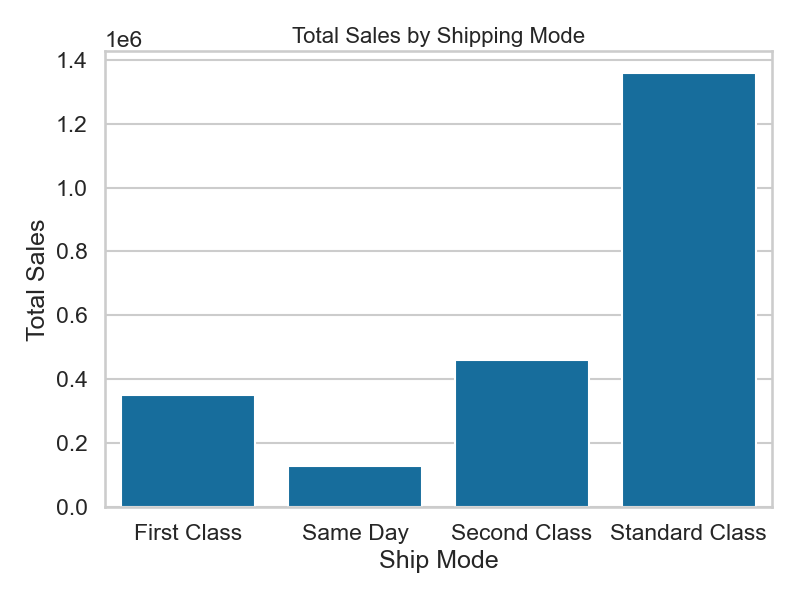 Total Sales by Shipping Mode
1e6
1.4
1.2
1.0
0.8
0.6
0.4
0.2
0.0
Total Sales
First Class Same Day Second Class Standard Class
Ship Mode